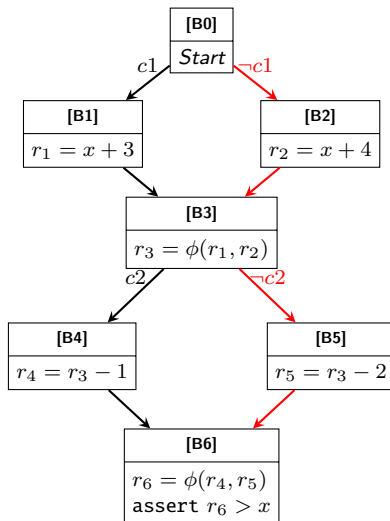 [B0]
Start
c1 ¬c1
[B1] [B2]
r₁ = x + 3 r₂ = x + 4
[B3]
r₃ = ϕ(r₁, r₂)
c2 ¬c2
[B4] [B5]
r₄ = r₃ − 1 r₅ = r₃ − 2
[B6]
r₆ = ϕ(r₄, r₅)
assert r₆ > x